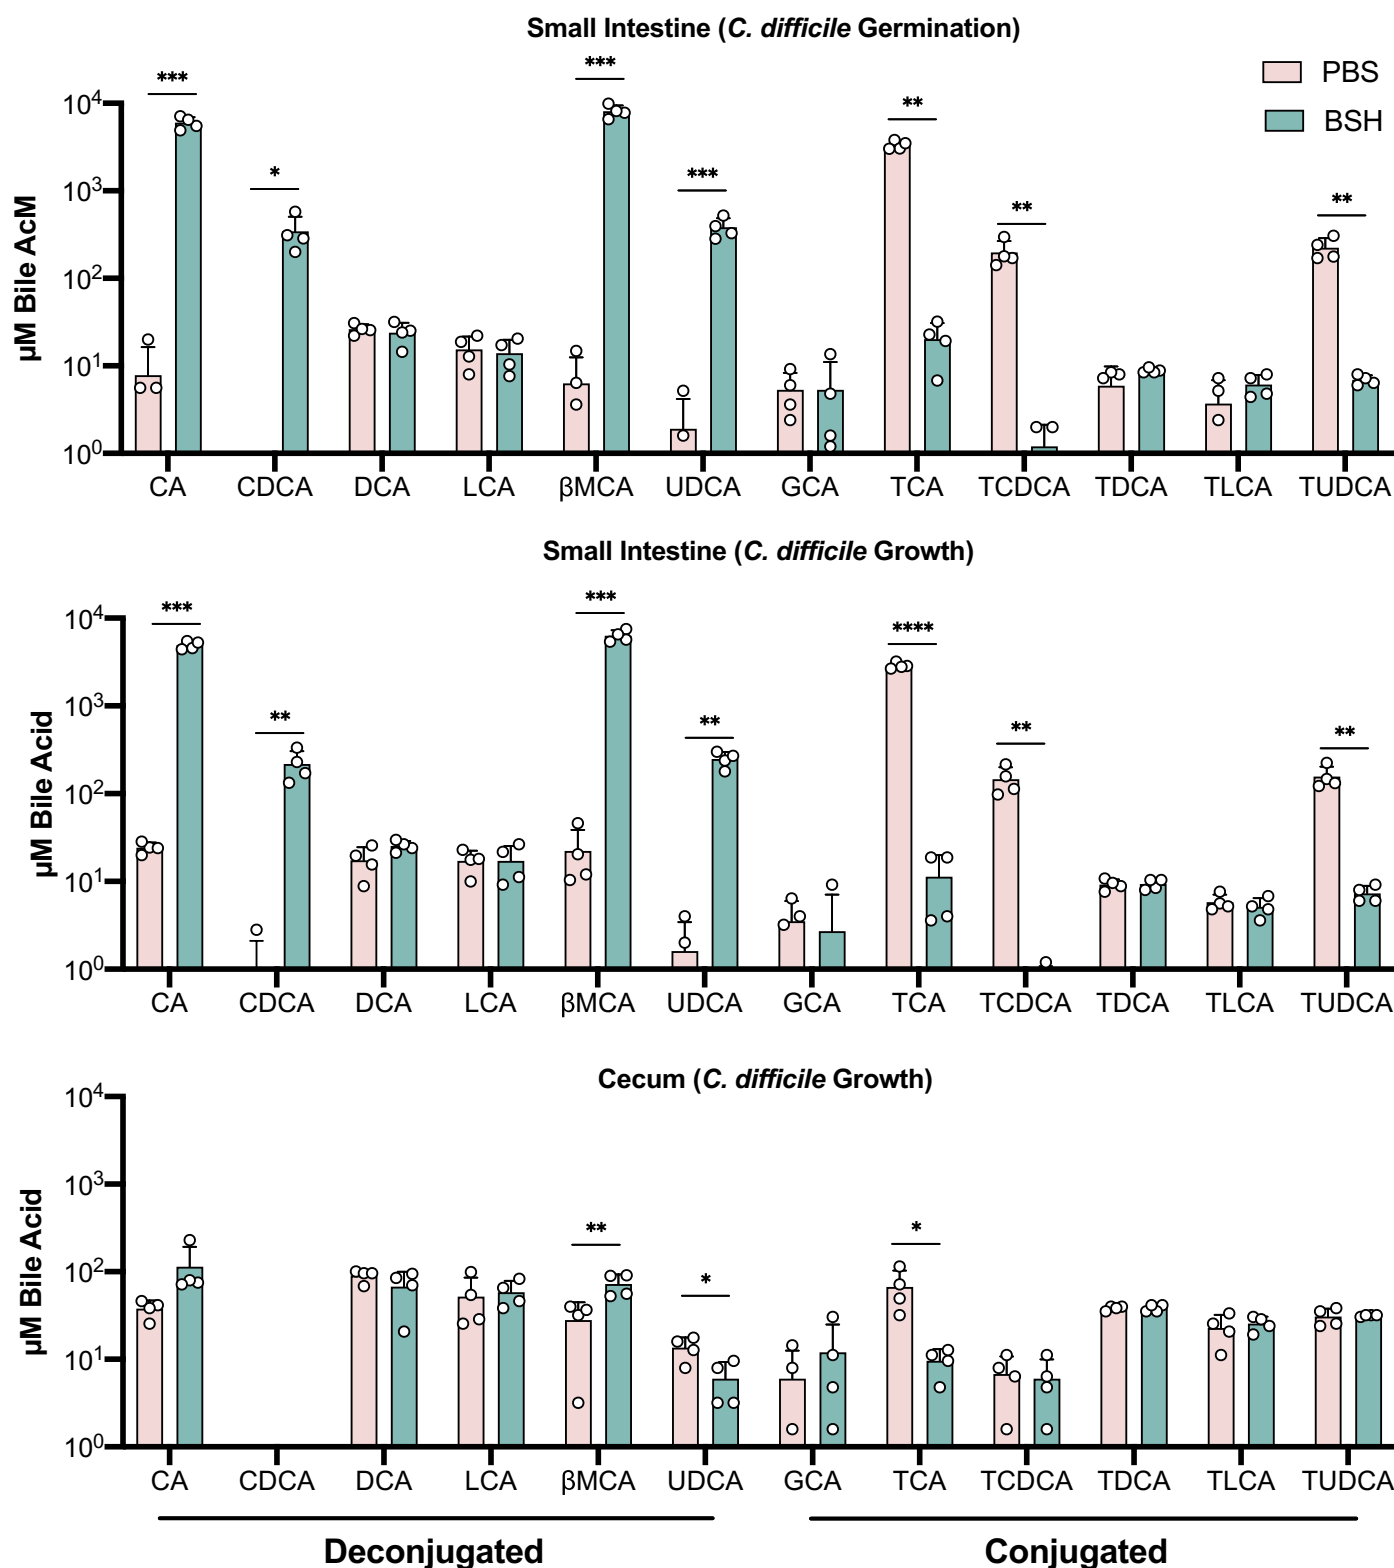 Small Intestine (C. difficile Germination)
PBS
BSH
µM Bile AcM
*** * *** *** ** ** **
10⁴
10³
10²
10¹
10⁰
CA CDCA DCA LCA βMCA UDCA GCA TCA TCDCA TDCA TLCA TUDCA
Small Intestine (C. difficile Growth)
µM Bile Acid
*** ** *** ** **** ** **
10⁴
10³
10²
10¹
10⁰
CA CDCA DCA LCA βMCA UDCA GCA TCA TCDCA TDCA TLCA TUDCA
Cecum (C. difficile Growth)
µM Bile Acid
** * *
10⁴
10³
10²
10¹
10⁰
CA CDCA DCA LCA βMCA UDCA GCA TCA TCDCA TDCA TLCA TUDCA
Deconjugated Conjugated